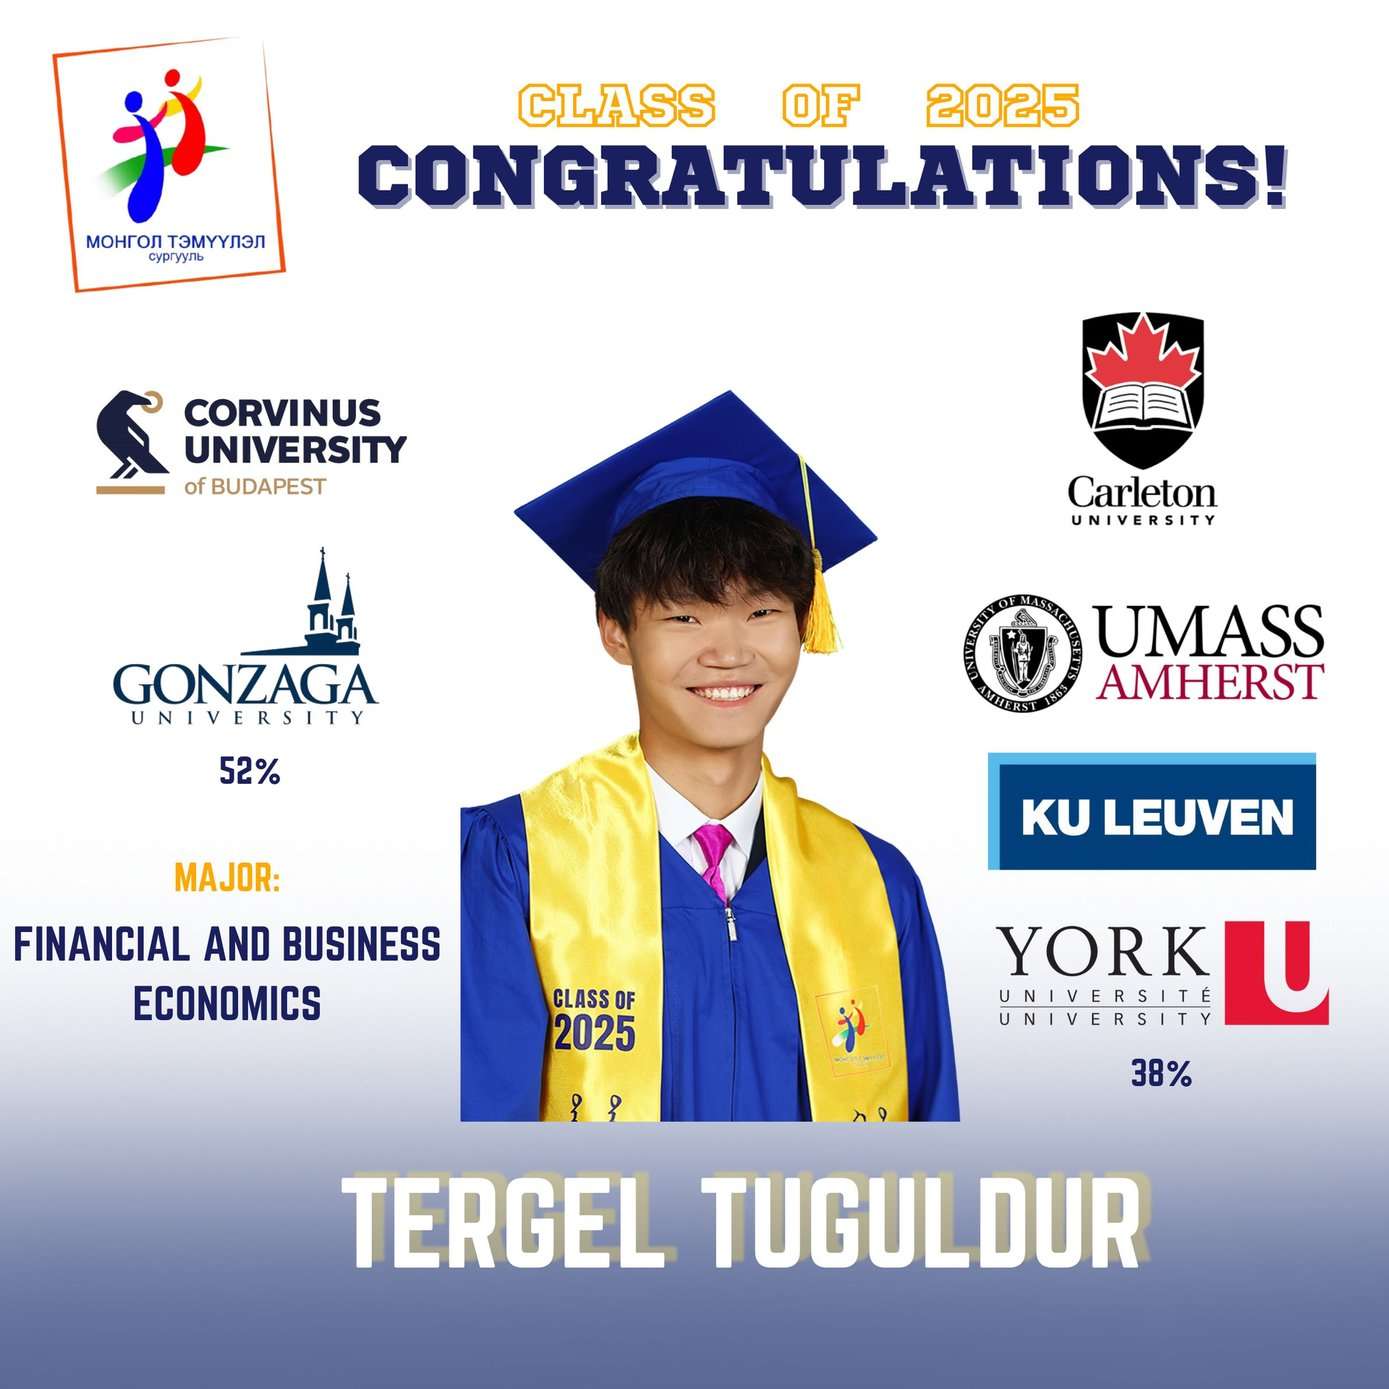 CLASS OF 2025
CONGRATULATIONS!
МОНГОЛ ТЭМҮҮЛЭЛ
сургууль
CORVINUS
UNIVERSITY
of BUDAPEST
GONZAGA
UNIVERSITY
52%
MAJOR:
FINANCIAL AND BUSINESS
ECONOMICS
Carleton
UNIVERSITY
UNIVERSITY OF MASSACHUSETTS
AMHERST 1863
UMASS
AMHERST
KU LEUVEN
YORK U
UNIVERSITÉ
UNIVERSITY
38%
CLASS OF
2025
МОНГОЛ ТЭМҮҮЛЭЛ
TERGEL TUGULDUR